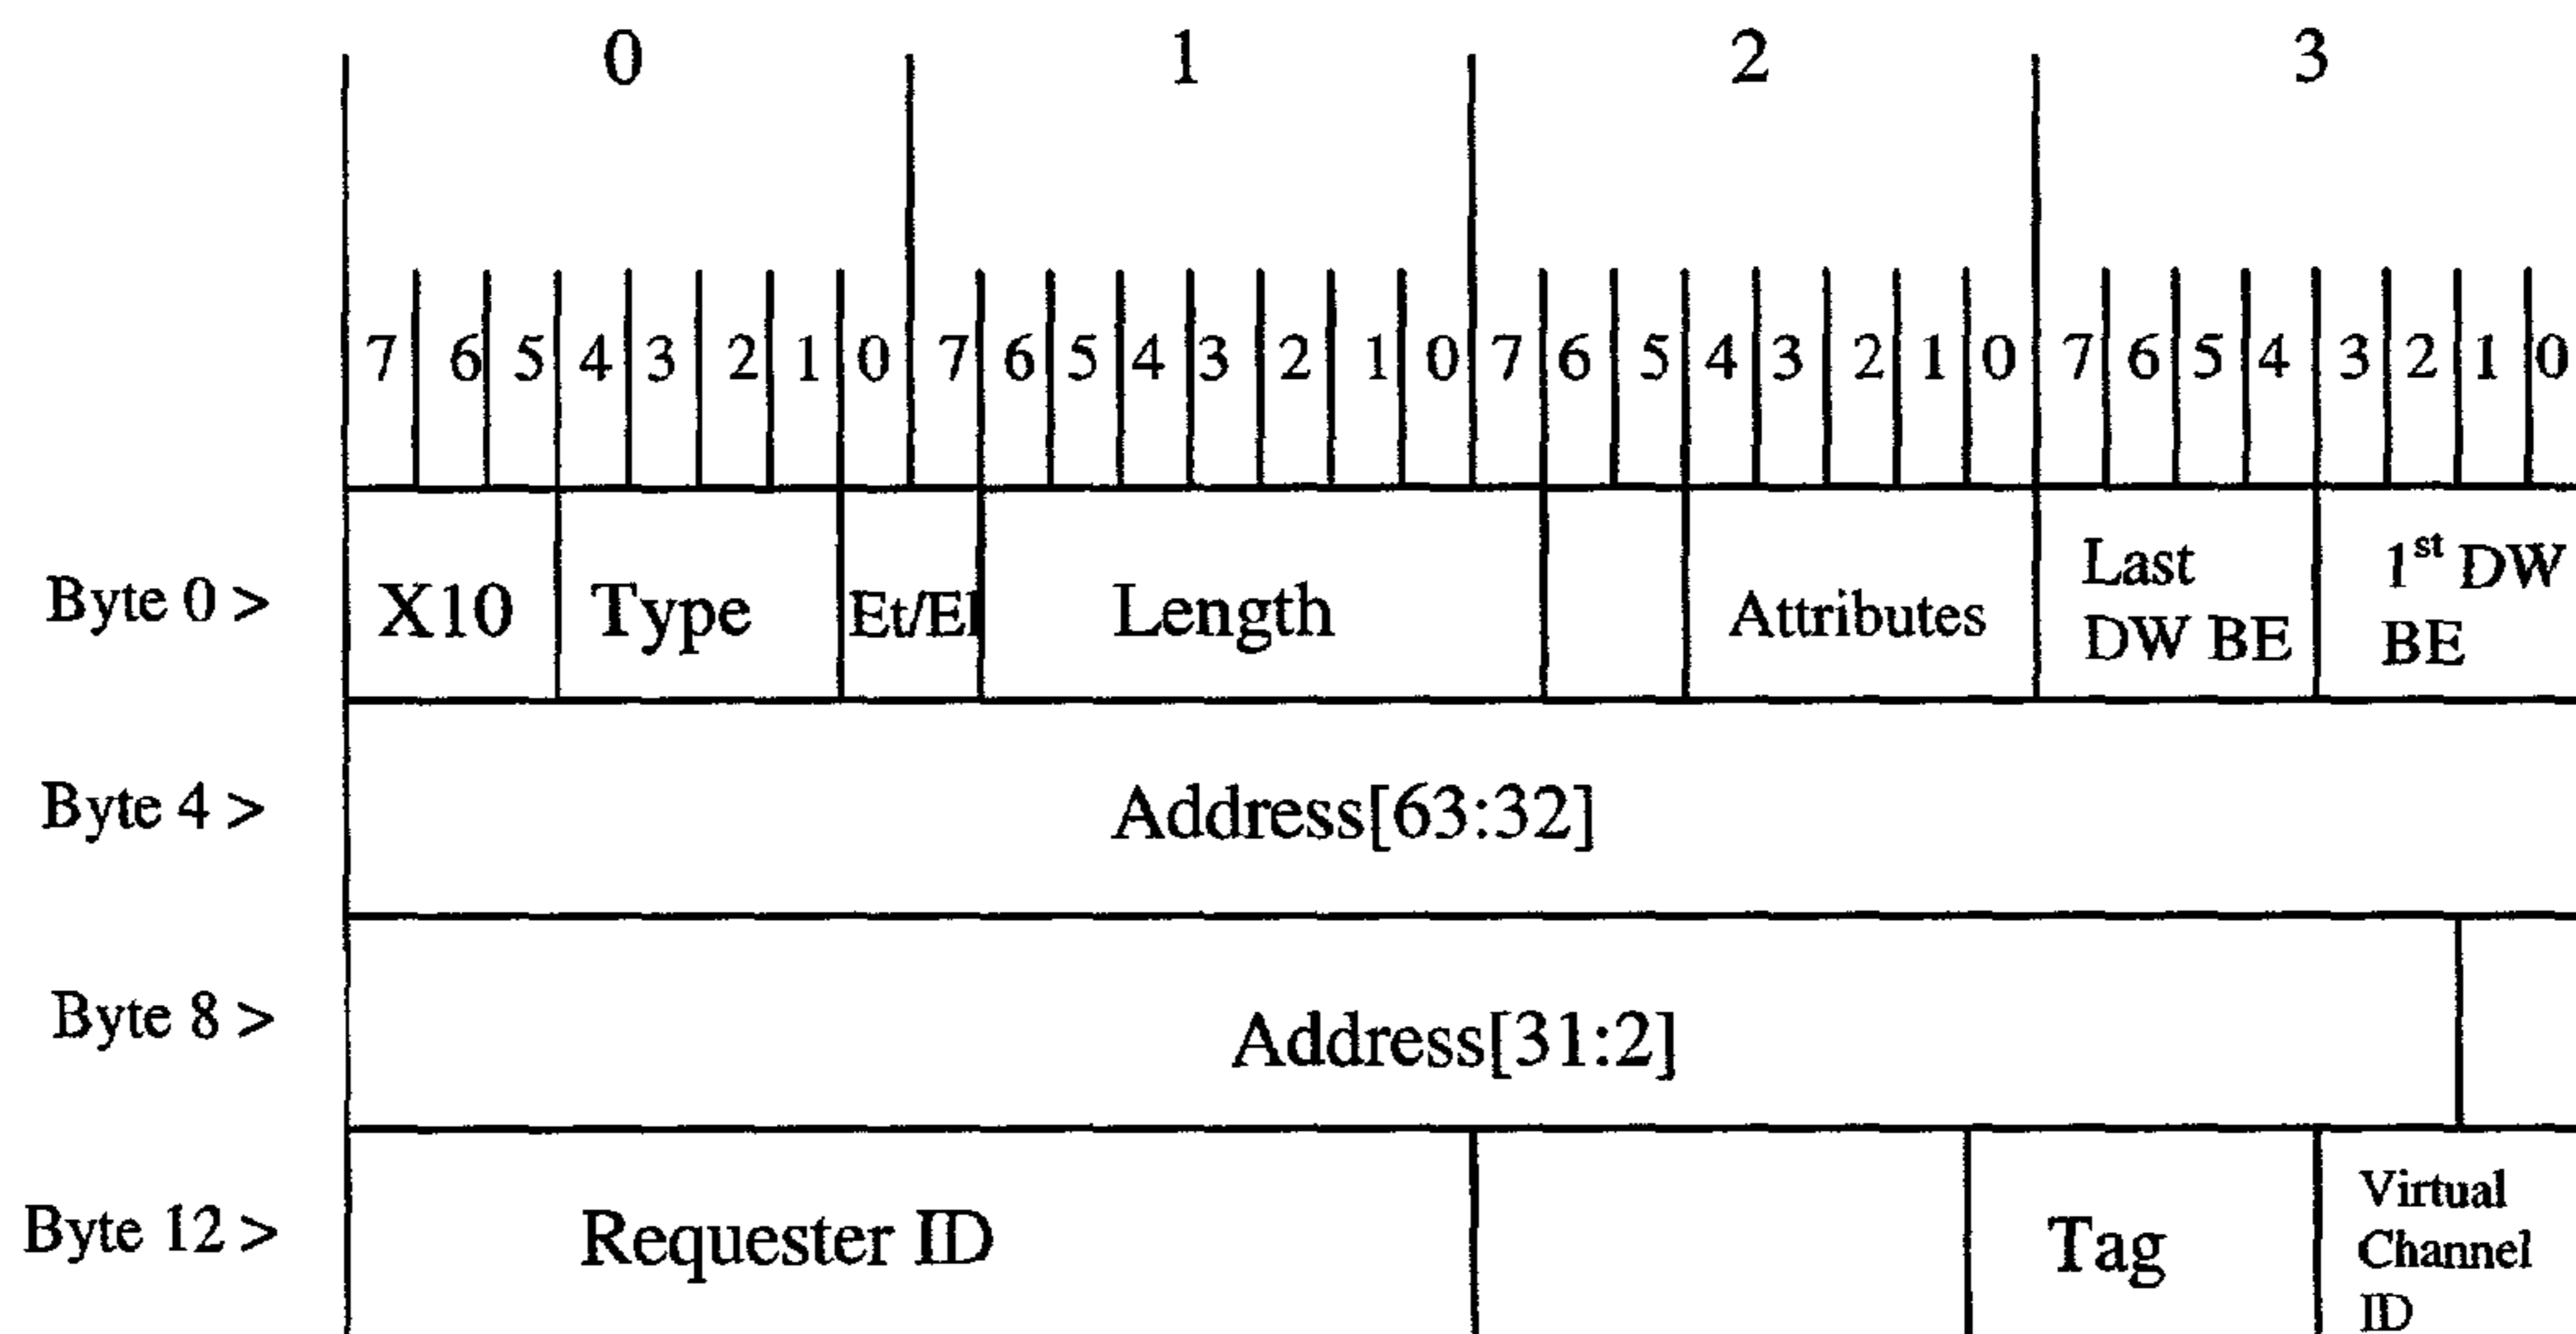 0 1 2 3
7 6 5 4 3 2 1 0 7 6 5 4 3 2 1 0 7 6 5 4 3 2 1 0 7 6 5 4 3 2 1 0
Byte 0 > X10 Type Et/El Length Attributes Last DW BE 1st DW BE
Byte 4 > Address[63:32]
Byte 8 > Address[31:2]
Byte 12 > Requester ID Tag Virtual Channel ID